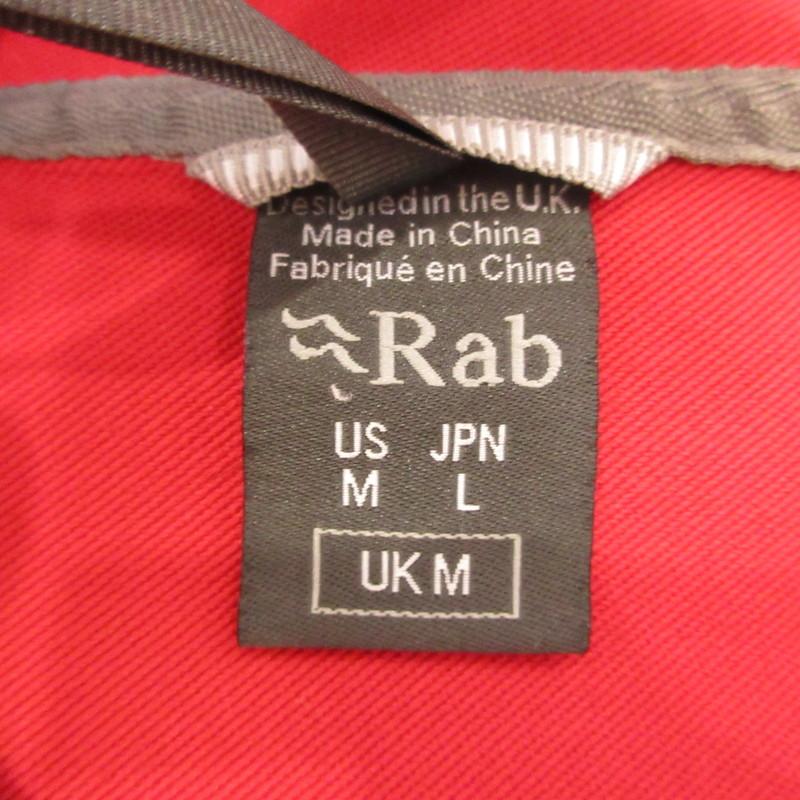 Designed in the U.K.
Made in China
Fabriqué en Chine
Rab
US JPN
M L
UK M